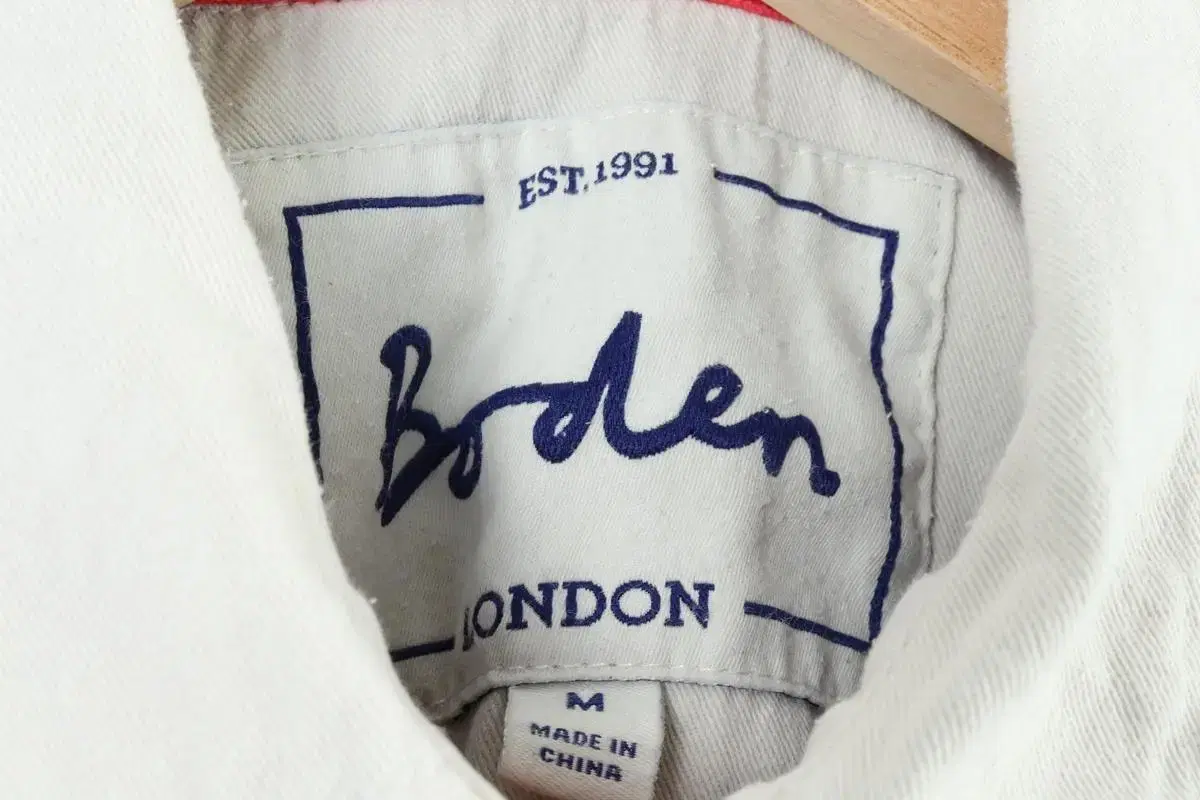 EST. 1991
Boden
LONDON
M
MADE IN
CHINA